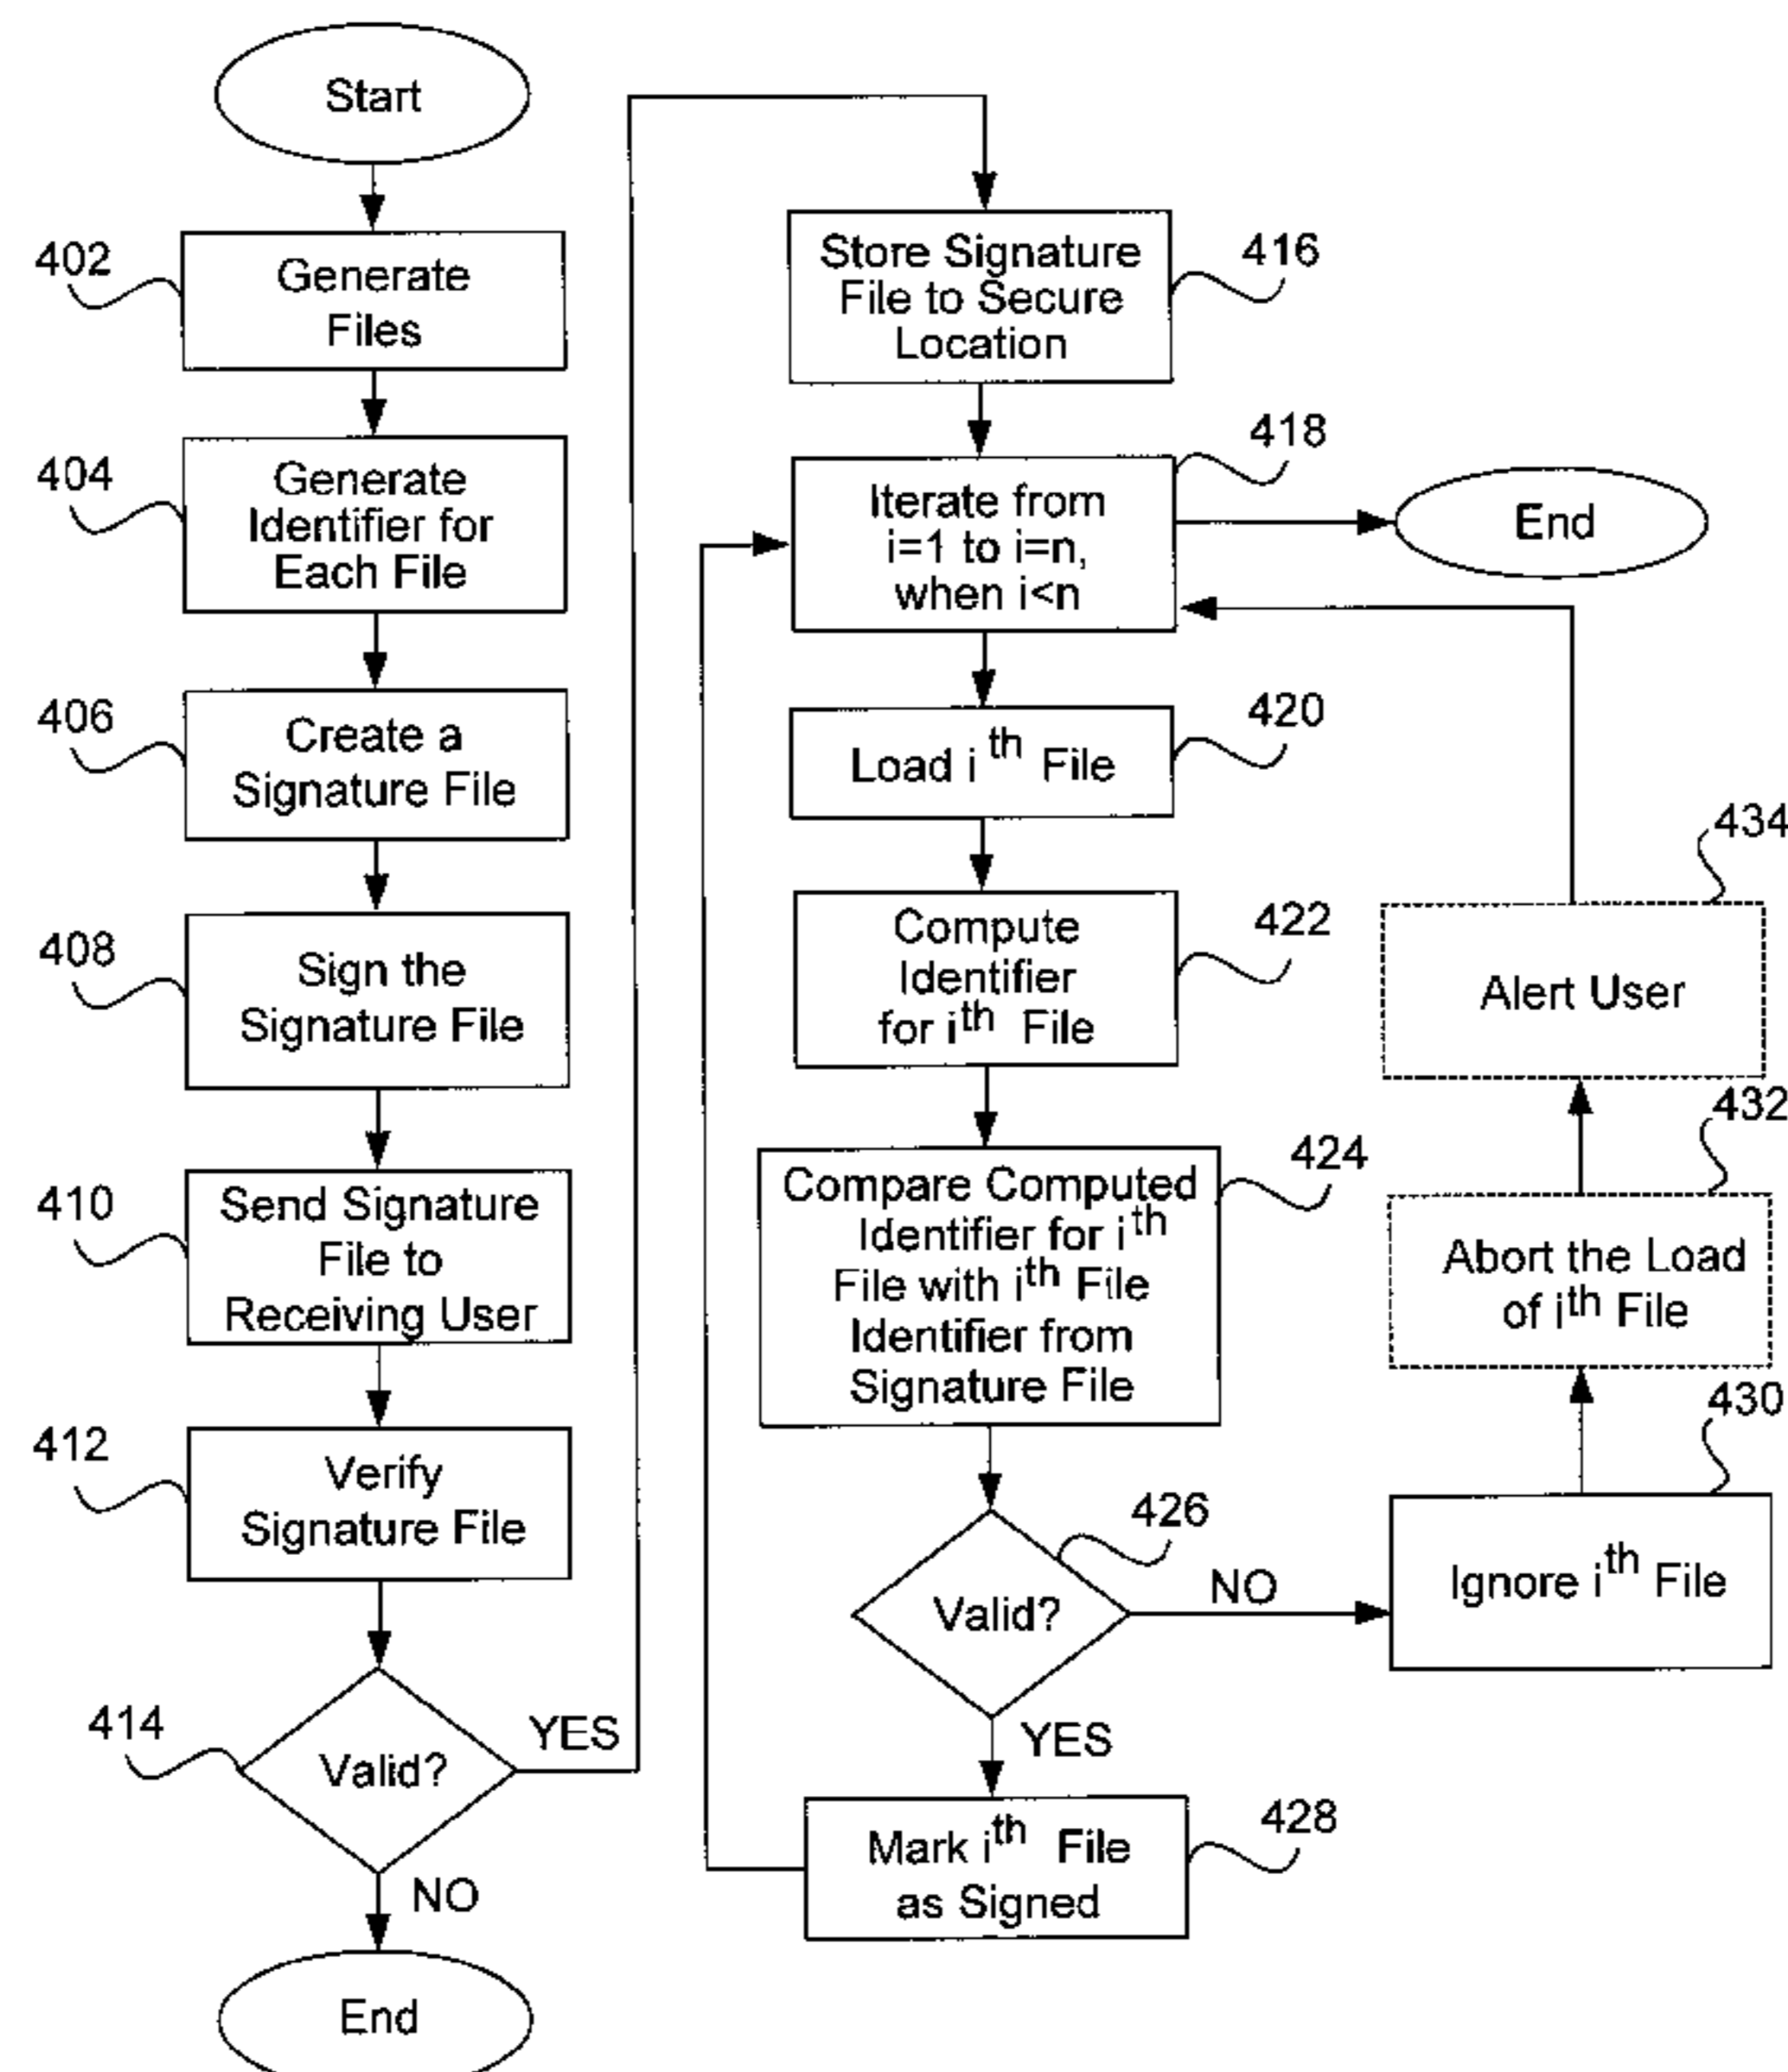 Start
402
Generate
Files
404
Generate
Identifier for
Each File
406
Create a
Signature File
408
Sign the
Signature File
410
Send Signature
File to
Receiving User
412
Verify
Signature File
414
Valid?
YES
NO
End
Store Signature
File to Secure
Location
416
418
Iterate from
i=1 to i=n,
when i<n
End
420
Load i th File
422
Compute
Identifier
for ith File
424
Compare Computed
Identifier for ith
File with ith File
Identifier from
Signature File
426
Valid?
NO
YES
Mark ith File
as Signed
428
430
Ignore ith File
432
Abort the Load
of ith File
434
Alert User